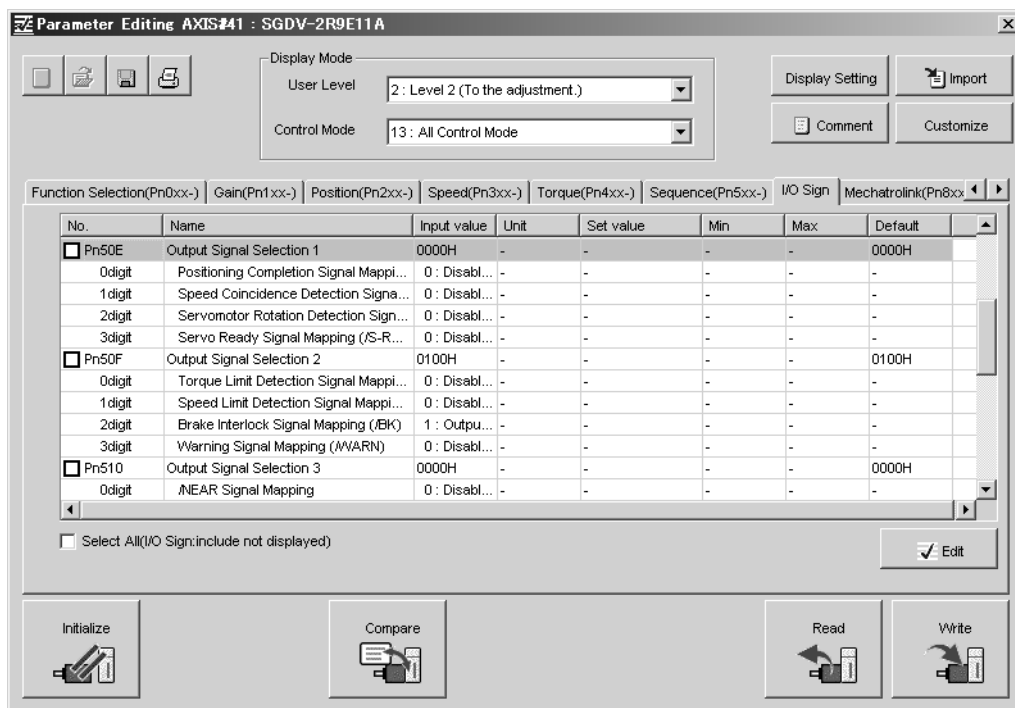 Parameter Editing AXIS#41 : SGDV-2R9E11A
Display Mode
User Level 2 : Level 2 (To the adjustment.)
Control Mode 13 : All Control Mode
Display Setting Import
Comment Customize
Function Selection(Pn0xx-) Gain(Pn1xx-) Position(Pn2xx-) Speed(Pn3xx-) Torque(Pn4xx-) Sequence(Pn5xx-) I/O Sign Mechatrolink(Pn8xx
No. Name Input value Unit Set value Min Max Default
Pn50E Output Signal Selection 1 0000H - - - - 0000H
0digit Positioning Completion Signal Mappi... 0 : Disabl... - - - - -
1digit Speed Coincidence Detection Signa... 0 : Disabl... - - - - -
2digit Servomotor Rotation Detection Sign... 0 : Disabl... - - - - -
3digit Servo Ready Signal Mapping (/S-R... 0 : Disabl... - - - - -
Pn50F Output Signal Selection 2 0100H - - - - 0100H
0digit Torque Limit Detection Signal Mappi... 0 : Disabl... - - - - -
1digit Speed Limit Detection Signal Mappi... 0 : Disabl... - - - - -
2digit Brake Interlock Signal Mapping (/BK) 1 : Outpu... - - - - -
3digit Warning Signal Mapping (/WARN) 0 : Disabl... - - - - -
Pn510 Output Signal Selection 3 0000H - - - - 0000H
0digit /NEAR Signal Mapping 0 : Disabl... - - - - -
Select All(I/O Sign:include not displayed)
Edit
Initialize Compare Read Write